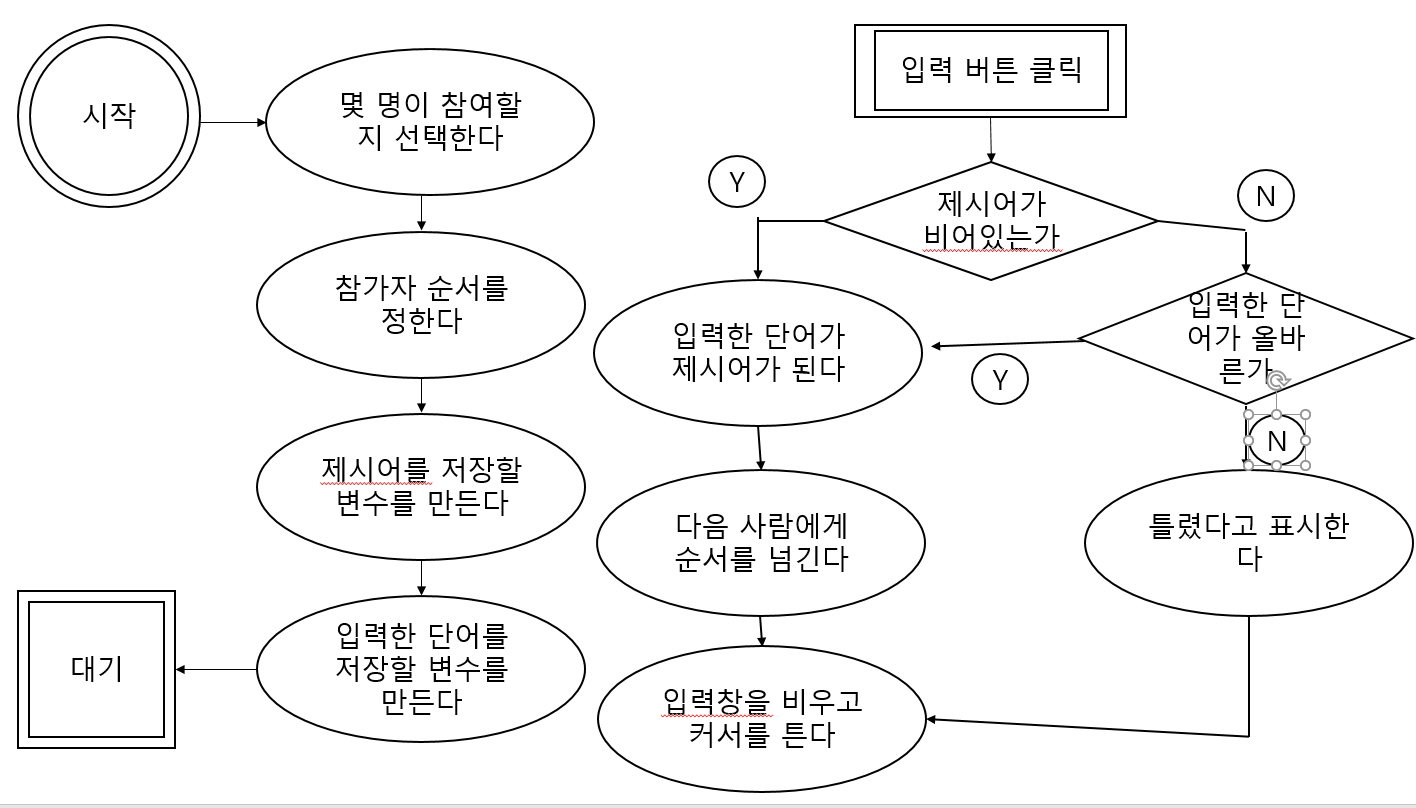 시작
몇 명이 참여할
지 선택한다
참가자 순서를
정한다
제시어를 저장할
변수를 만든다
입력한 단어를
저장할 변수를
만든다
대기
입력 버튼 클릭
제시어가
비어있는가
Y
N
입력한 단어가
제시어가 된다
입력한 단
어가 올바
른가
Y
N
다음 사람에게
순서를 넘긴다
틀렸다고 표시한
다
입력창을 비우고
커서를 튼다